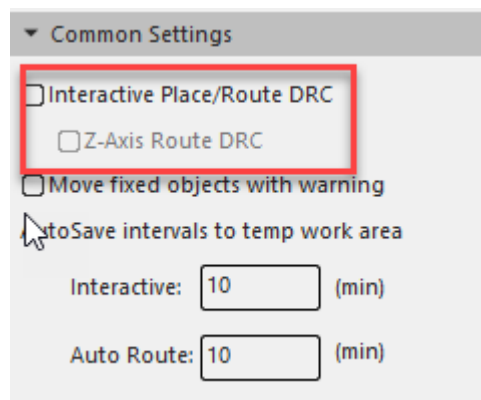 Common Settings
Interactive Place/Route DRC
Z-Axis Route DRC
Move fixed objects with warning
AutoSave intervals to temp work area
Interactive: 10 (min)
Auto Route: 10 (min)